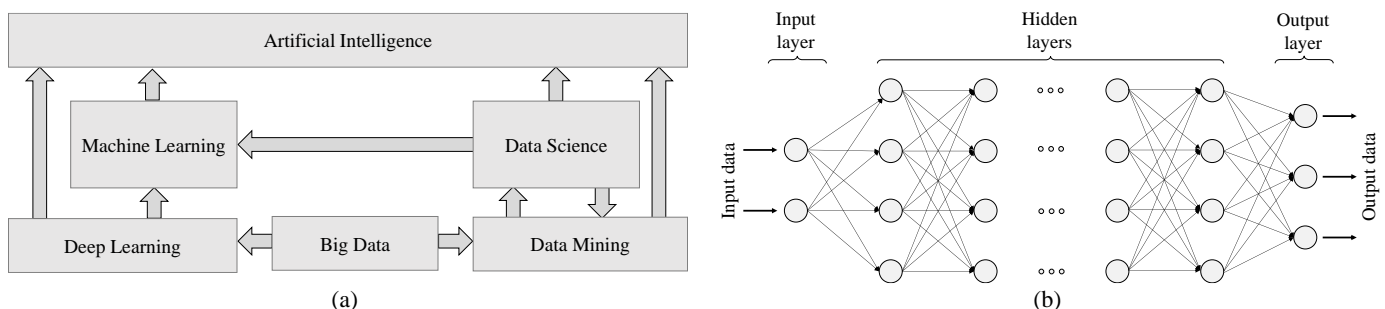 Artificial Intelligence
Machine Learning
Data Science
Deep Learning
Big Data
Data Mining
(a)
Input
layer
Hidden
layers
Output
layer
Input data
Output data
(b)